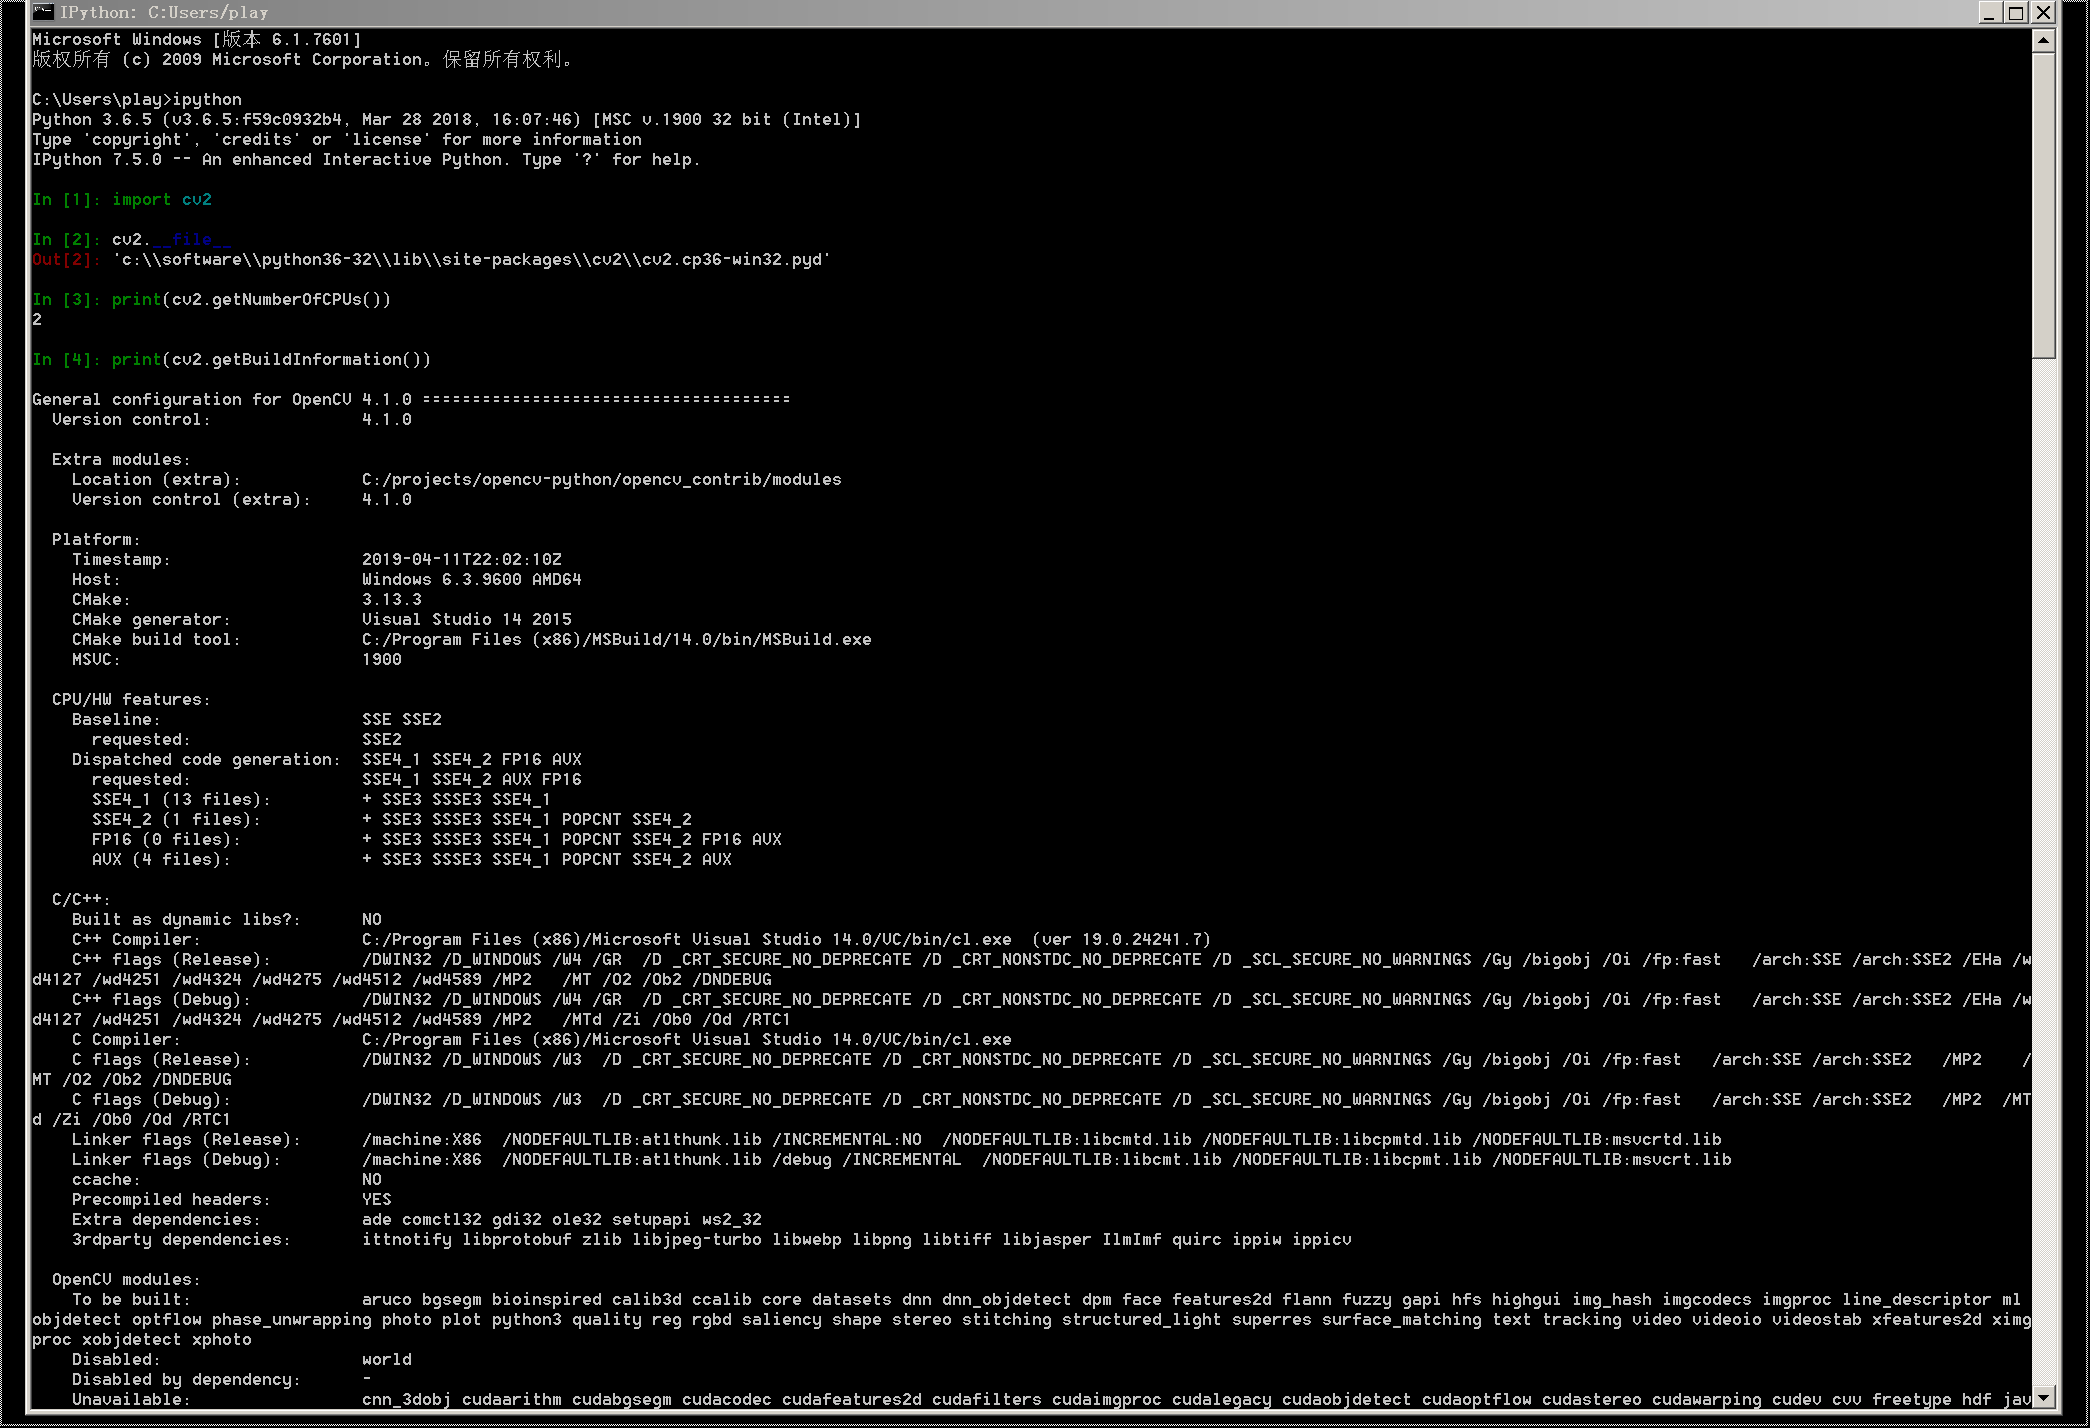 IPython: C:Users/play
Microsoft Windows [版本 6.1.7601]
版权所有 (c) 2009 Microsoft Corporation。保留所有权利。
C:\Users\play>ipython
Python 3.6.5 (v3.6.5:f59c0932b4, Mar 28 2018, 16:07:46) [MSC v.1900 32 bit (Intel)]
Type 'copyright', 'credits' or 'license' for more information
IPython 7.5.0 -- An enhanced Interactive Python. Type '?' for help.
In [1]: import cv2
In [2]: cv2.__file__
Out[2]: 'c:\\software\\python36-32\\lib\\site-packages\\cv2\\cv2.cp36-win32.pyd'
In [3]: print(cv2.getNumberOfCPUs())
2
In [4]: print(cv2.getBuildInformation())
General configuration for OpenCV 4.1.0 =====================================
Version control: 4.1.0
Extra modules:
Location (extra): C:/projects/opencv-python/opencv_contrib/modules
Version control (extra): 4.1.0
Platform:
Timestamp: 2019-04-11T22:02:10Z
Host: Windows 6.3.9600 AMD64
CMake: 3.13.3
CMake generator: Visual Studio 14 2015
CMake build tool: C:/Program Files (x86)/MSBuild/14.0/bin/MSBuild.exe
MSVC: 1900
CPU/HW features:
Baseline: SSE SSE2
requested: SSE2
Dispatched code generation: SSE4_1 SSE4_2 FP16 AVX
requested: SSE4_1 SSE4_2 AVX FP16
SSE4_1 (13 files): + SSE3 SSSE3 SSE4_1
SSE4_2 (1 files): + SSE3 SSSE3 SSE4_1 POPCNT SSE4_2
FP16 (0 files): + SSE3 SSSE3 SSE4_1 POPCNT SSE4_2 FP16 AVX
AVX (4 files): + SSE3 SSSE3 SSE4_1 POPCNT SSE4_2 AVX
C/C++:
Built as dynamic libs?: NO
C++ Compiler: C:/Program Files (x86)/Microsoft Visual Studio 14.0/VC/bin/cl.exe (ver 19.0.24241.7)
C++ flags (Release): /DWIN32 /D_WINDOWS /W4 /GR /D _CRT_SECURE_NO_DEPRECATE /D _CRT_NONSTDC_NO_DEPRECATE /D _SCL_SECURE_NO_WARNINGS /Gy /bigobj /Oi /fp:fast /arch:SSE /arch:SSE2 /EHa /w
d4127 /wd4251 /wd4324 /wd4275 /wd4512 /wd4589 /MP2 /MT /O2 /Ob2 /DNDEBUG
C++ flags (Debug): /DWIN32 /D_WINDOWS /W4 /GR /D _CRT_SECURE_NO_DEPRECATE /D _CRT_NONSTDC_NO_DEPRECATE /D _SCL_SECURE_NO_WARNINGS /Gy /bigobj /Oi /fp:fast /arch:SSE /arch:SSE2 /EHa /w
d4127 /wd4251 /wd4324 /wd4275 /wd4512 /wd4589 /MP2 /MTd /Zi /Ob0 /Od /RTC1
C Compiler: C:/Program Files (x86)/Microsoft Visual Studio 14.0/VC/bin/cl.exe
C flags (Release): /DWIN32 /D_WINDOWS /W3 /D _CRT_SECURE_NO_DEPRECATE /D _CRT_NONSTDC_NO_DEPRECATE /D _SCL_SECURE_NO_WARNINGS /Gy /bigobj /Oi /fp:fast /arch:SSE /arch:SSE2 /MP2 /
MT /O2 /Ob2 /DNDEBUG
C flags (Debug): /DWIN32 /D_WINDOWS /W3 /D _CRT_SECURE_NO_DEPRECATE /D _CRT_NONSTDC_NO_DEPRECATE /D _SCL_SECURE_NO_WARNINGS /Gy /bigobj /Oi /fp:fast /arch:SSE /arch:SSE2 /MP2 /MT
d /Zi /Ob0 /Od /RTC1
Linker flags (Release): /machine:X86 /NODEFAULTLIB:atlthunk.lib /INCREMENTAL:NO /NODEFAULTLIB:libcmtd.lib /NODEFAULTLIB:libcpmtd.lib /NODEFAULTLIB:msvcrtd.lib
Linker flags (Debug): /machine:X86 /NODEFAULTLIB:atlthunk.lib /debug /INCREMENTAL /NODEFAULTLIB:libcmt.lib /NODEFAULTLIB:libcpmt.lib /NODEFAULTLIB:msvcrt.lib
ccache: NO
Precompiled headers: YES
Extra dependencies: ade comctl32 gdi32 ole32 setupapi ws2_32
3rdparty dependencies: ittnotify libprotobuf zlib libjpeg-turbo libwebp libpng libtiff libjasper IlmImf quirc ippiw ippicv
OpenCV modules:
To be built: aruco bgsegm bioinspired calib3d ccalib core datasets dnn dnn_objdetect dpm face features2d flann fuzzy gapi hfs highgui img_hash imgcodecs imgproc line_descriptor ml
objdetect optflow phase_unwrapping photo plot python3 quality reg rgbd saliency shape stereo stitching structured_light superres surface_matching text tracking video videoio videostab xfeatures2d ximg
proc xobjdetect xphoto
Disabled: world
Disabled by dependency: -
Unavailable: cnn_3dobj cudaarithm cudabgsegm cudacodec cudafeatures2d cudafilters cudaimgproc cudalegacy cudaobjdetect cudaoptflow cudastereo cudawarping cudev cvv freetype hdf jav